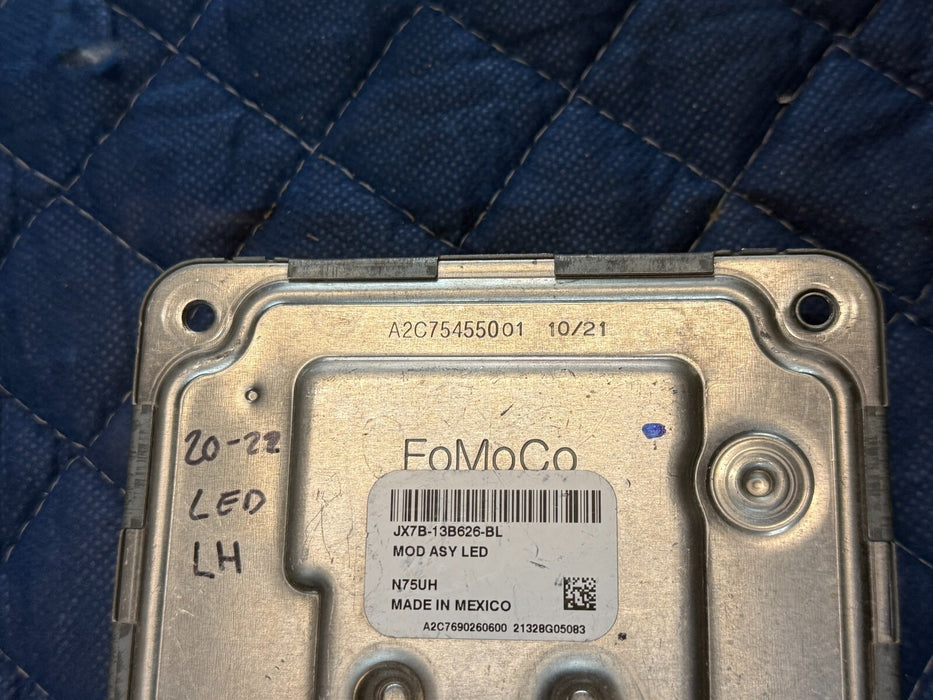 A2C75455001 10/21
20-22
LED
LH
FoMoCo
JX7B-13B626-BL
MOD ASY LED
N75UH
MADE IN MEXICO
A2C7690260600 21328G05083